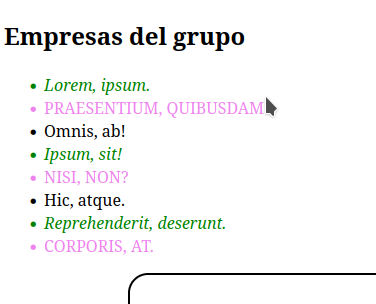 Empresas del grupo
Lorem, ipsum.
PRAESENTIUM, QUIBUSDAM
Omnis, ab!
Ipsum, sit!
NISI, NON?
Hic, atque.
Reprehenderit, deserunt.
CORPORIS, AT.